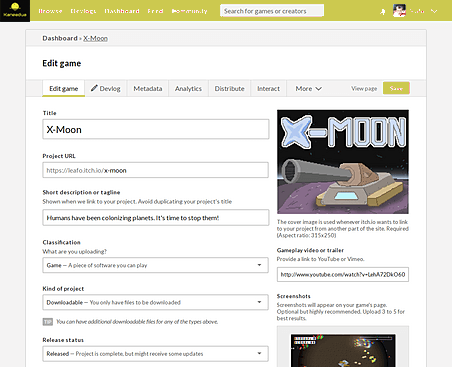 Kaneedua
Browse Devlogs Dashboard Feed Community
Search for games or creators
Dashboard » X-Moon
Edit game
Edit game Devlog Metadata Analytics Distribute Interact More View page Save
Title
X-Moon
Project URL
https://leafo.itch.io/x-moon
Short description or tagline
Shown when we link to your project. Avoid duplicating your project's title
Humans have been colonizing planets. It's time to stop them!
Classification
What are you uploading?
Game — A piece of software you can play
Kind of project
Downloadable — You only have files to be downloaded
TIP You can have additional downloadable files for any of the types above.
Release status
Released — Project is complete, but might receive some updates
X-MOON
The cover image is used whenever itch.io wants to link
to your project from another part of the site. Required
(Aspect ratio: 315x250)
Gameplay video or trailer
Provide a link to YouTube or Vimeo.
http://www.youtube.com/watch?v=LehA72DkO60
Screenshots
Screenshots will appear on your game's page.
Optional but highly recommended. Upload 3 to 5 for
best results.